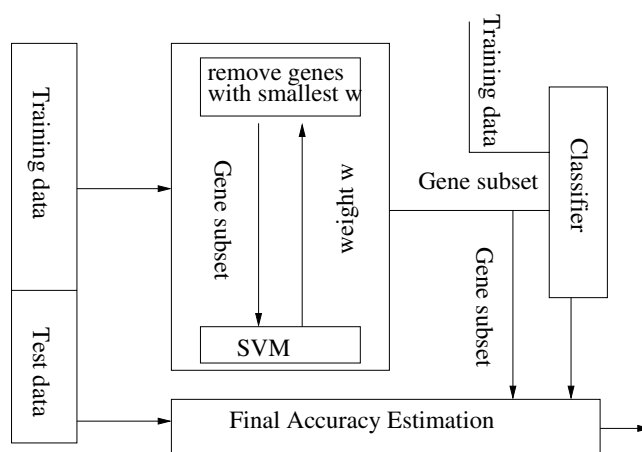 Training data
Test data
remove genes
with smallest w
Gene subset
weight w
SVM
Training data
Gene subset
Classifier
Gene subset
Final Accuracy Estimation